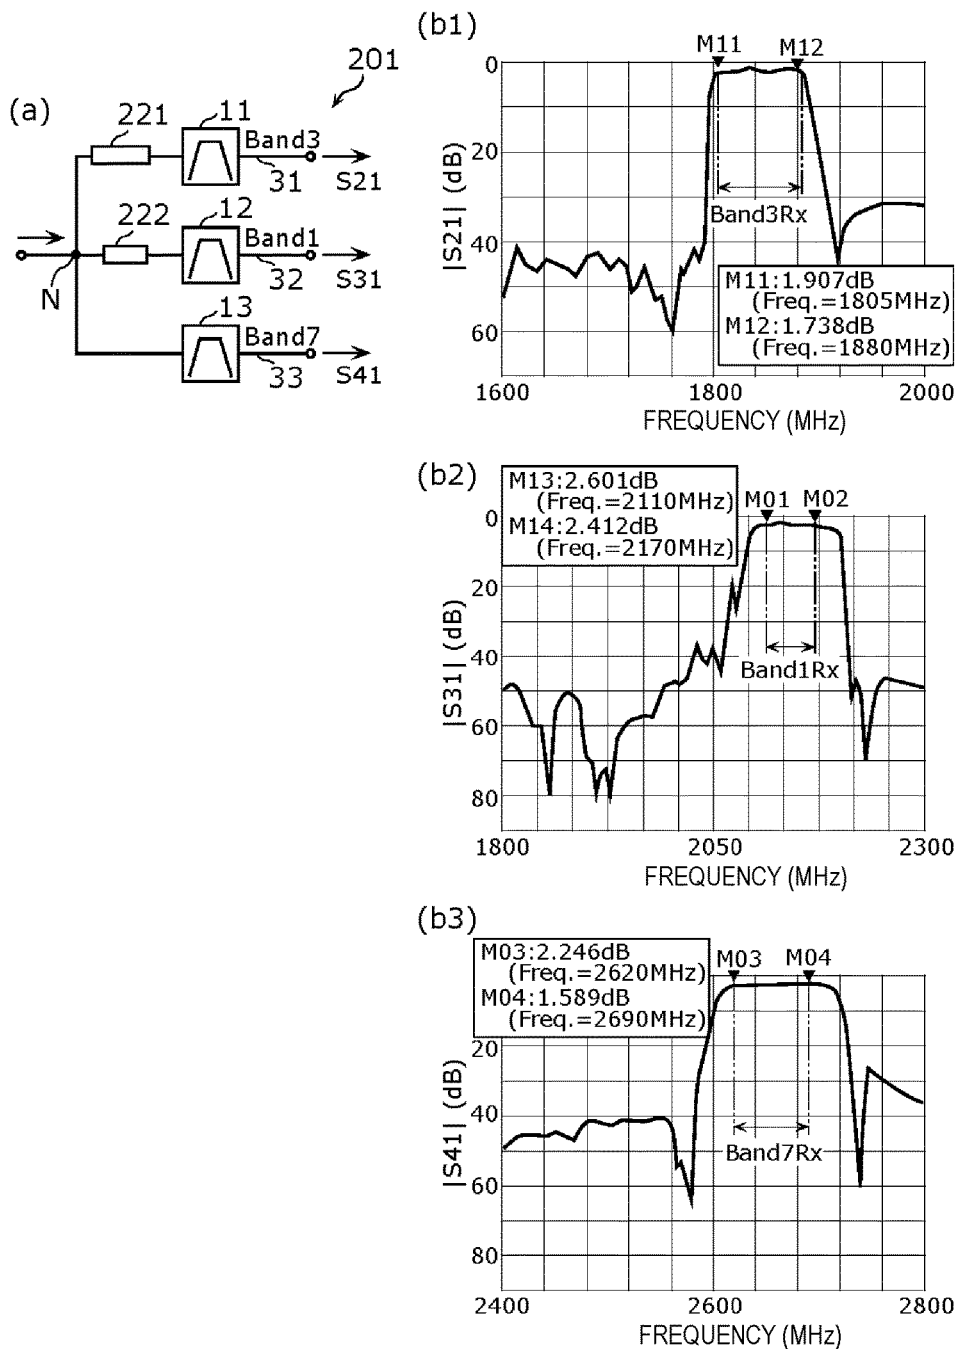 (a)
201
221
11
Band3
31
S21
222
12
Band1
32
S31
N
13
Band7
33
S41
(b1)
M11 M12
0
20
40
60
|S21| (dB)
Band3Rx
M11:1.907dB
(Freq.=1805MHz)
M12:1.738dB
(Freq.=1880MHz)
1600 1800 2000
FREQUENCY (MHz)
(b2)
M13:2.601dB
(Freq.=2110MHz)
M14:2.412dB
(Freq.=2170MHz)
M01 M02
0
20
40
60
80
|S31| (dB)
Band1Rx
1800 2050 2300
FREQUENCY (MHz)
(b3)
M03:2.246dB
(Freq.=2620MHz)
M04:1.589dB
(Freq.=2690MHz)
M03 M04
20
40
60
80
|S41| (dB)
Band7Rx
2400 2600 2800
FREQUENCY (MHz)